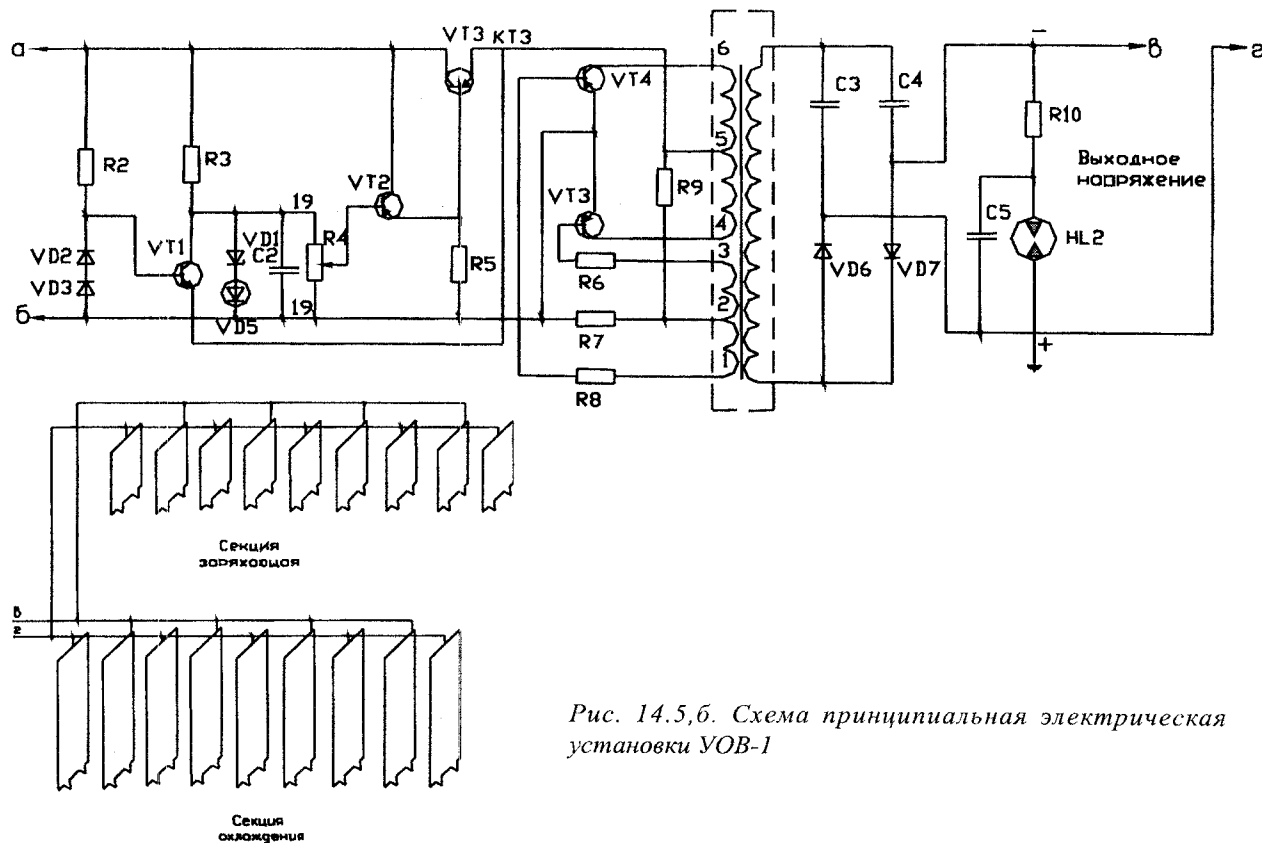 VT3 КТ3
а
б
R2
R3
VD2
VD3
VT1
19
VD1
C2
VD5
19
R4
VT2
R5
VT4
VT3
R6
R7
R8
R9
6
5
4
3
2
1
C3
C4
VD6
VD7
-
в
г
R10
Выходное
напряжение
C5
HL2
+
Секция
заряховщая
в
г
Секция
охлаждения
Рис. 14.5,б. Схема принципиальная электрическая
установки УОВ-1